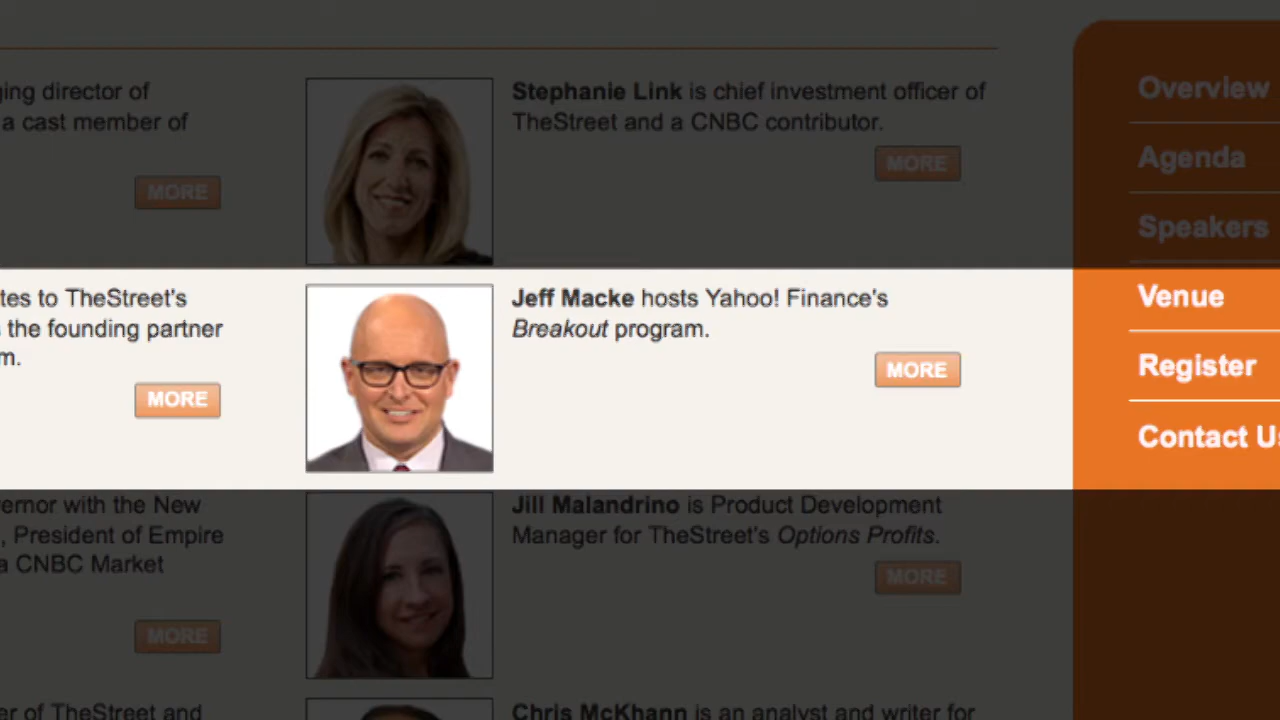 ging director of
a cast member of
MORE
Stephanie Link is chief investment officer of
TheStreet and a CNBC contributor.
MORE
tes to TheStreet's
the founding partner
m.
MORE
Jeff Macke hosts Yahoo! Finance's
Breakout program.
MORE
ernor with the New
, President of Empire
a CNBC Market
MORE
Jill Malandrino is Product Development
Manager for TheStreet's Options Profits.
MORE
er of TheStreet and
Chris McKhann is an analyst and writer for
Overview
Agenda
Speakers
Venue
Register
Contact Us